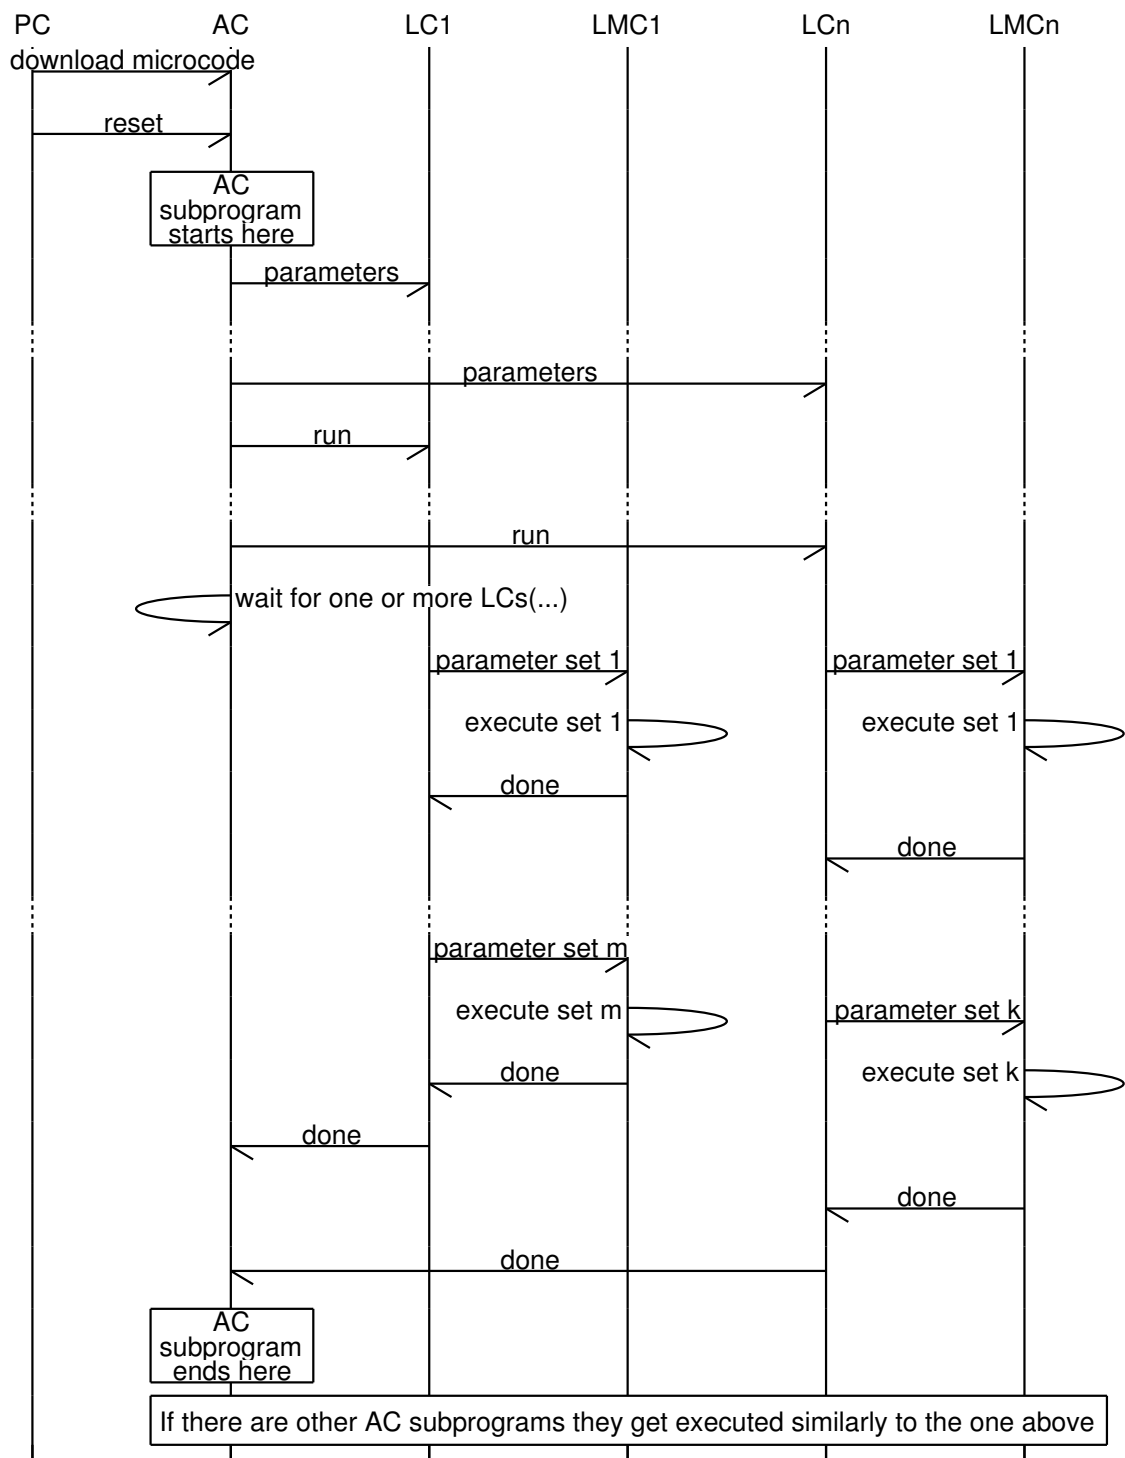 PC AC LC1 LMC1 LCn LMCn
download microcode
reset
AC
subprogram
starts here
parameters
parameters
run
run
wait for one or more LCs(...)
parameter set 1 parameter set 1
execute set 1 execute set 1
done
done
parameter set m
execute set m parameter set k
done execute set k
done
done
done
AC
subprogram
ends here
If there are other AC subprograms they get executed similarly to the one above